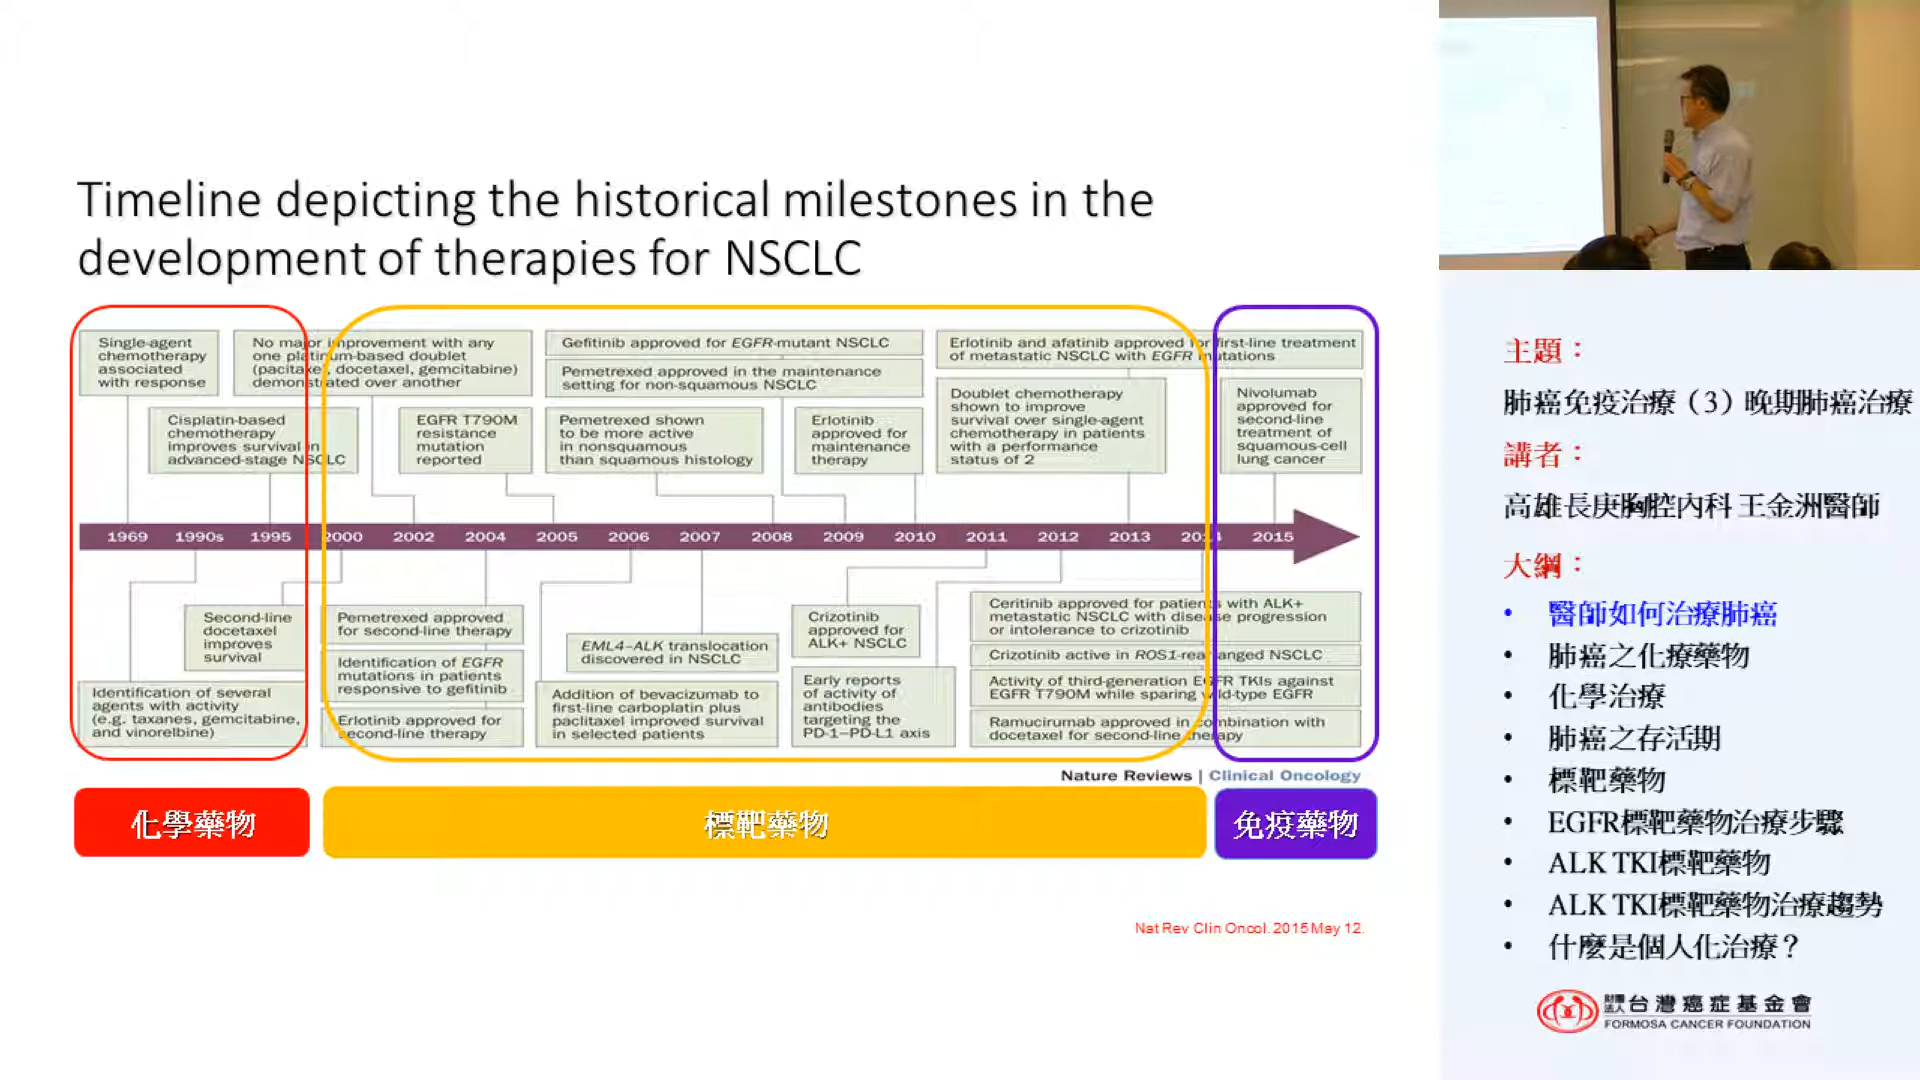 Timeline depicting the historical milestones in the
development of therapies for NSCLC
Single-agent
chemotherapy
associated
with response
No major improvement with any
one platinum-based doublet
(paciltaxel, docetaxel, gemcitabine)
demonstrated over another
Gefitinib approved for EGFR-mutant NSCLC
Pemetrexed approved in the maintenance
setting for non-squamous NSCLC
Erlotinib and afatinib approved for first-line treatment
of metastatic NSCLC with EGFR mutations
Cisplatin-based
chemotherapy
improves survival in
advanced-stage NSCLC
EGFR T790M
resistance
mutation
reported
Pemetrexed shown
to be more active
in nonsquamous
than squamous histology
Erlotinib
approved for
maintenance
therapy
Doublet chemotherapy
shown to improve
survival over single-agent
chemotherapy in patients
with a performance
status of 2
Nivolumab
approved for
second-line
treatment of
squamous-cell
lung cancer
1969 1990s 1995 2000 2002 2004 2005 2006 2007 2008 2009 2010 2011 2012 2013 2014 2015
Second-line
docetaxel
improves
survival
Identification of several
agents with activity
(e.g. taxanes, gemcitabine,
and vinorelbine)
Pemetrexed approved
for second-line therapy
Identification of EGFR
mutations in patients
responsive to gefitinib
Erlotinib approved for
second-line therapy
EML4–ALK translocation
discovered in NSCLC
Addition of bevacizumab to
first-line carboplatin plus
paclitaxel improved survival
in selected patients
Crizotinib
approved for
ALK+ NSCLC
Early reports
of activity of
antibodies
targeting the
PD-1–PD-L1 axis
Ceritinib approved for patients with ALK+
metastatic NSCLC with disease progression
or intolerance to crizotinib
Crizotinib active in ROS1-rearranged NSCLC
Activity of third-generation EGFR TKIs against
EGFR T790M while sparing wild-type EGFR
Ramucirumab approved in combination with
docetaxel for second-line therapy
Nature Reviews | Clinical Oncology
化學藥物
標靶藥物
免疫藥物
Nat Rev Clin Oncol. 2015 May 12.
主題：
肺癌免疫治療（3）晚期肺癌治療
講者：
高雄長庚胸腔內科 王金洲醫師
大綱：
• 醫師如何治療肺癌
• 肺癌之化療藥物
• 化學治療
• 肺癌之存活期
• 標靶藥物
• EGFR標靶藥物治療步驟
• ALK TKI標靶藥物
• ALK TKI標靶藥物治療趨勢
• 什麼是個人化治療？
財團法人台灣癌症基金會
FORMOSA CANCER FOUNDATION